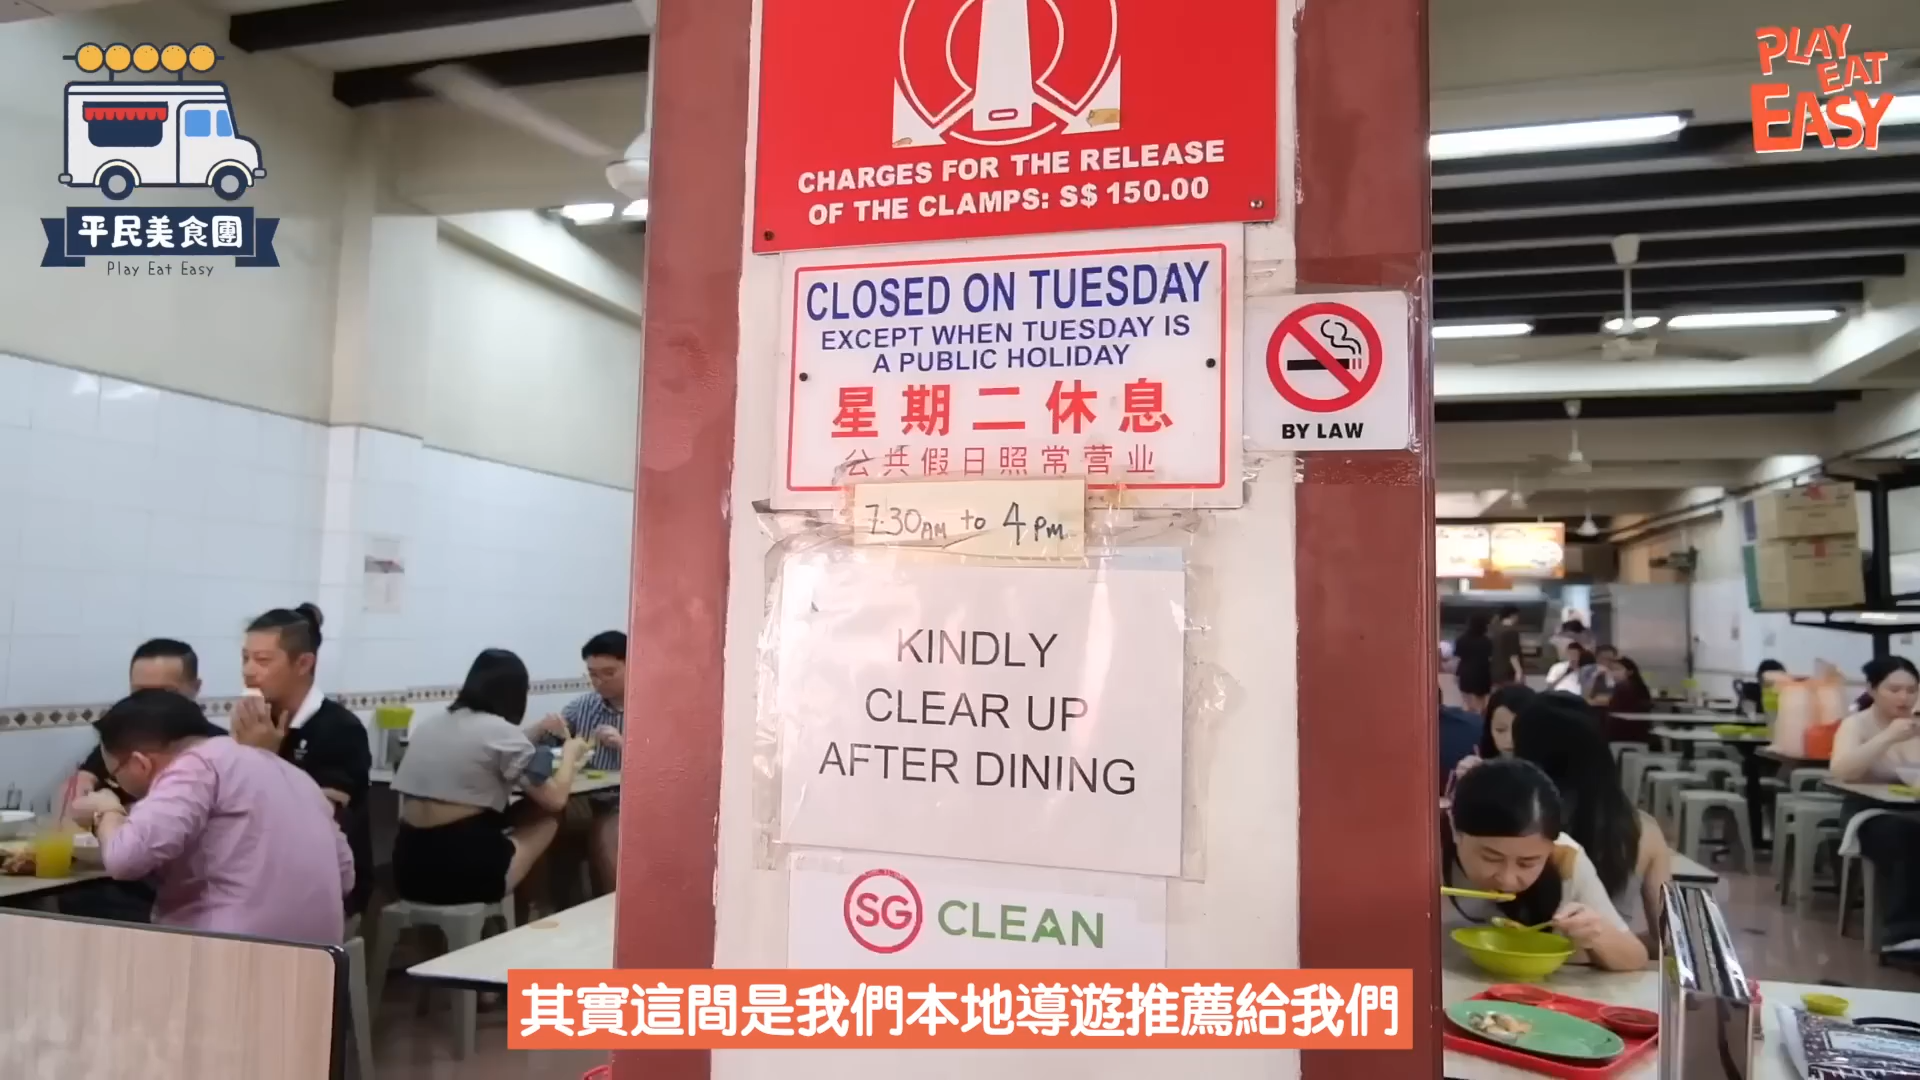 平民美食團
Play Eat Easy
PLAY
EAT
EASY
CHARGES FOR THE RELEASE
OF THE CLAMPS: S$ 150.00
CLOSED ON TUESDAY
EXCEPT WHEN TUESDAY IS
A PUBLIC HOLIDAY
星期二休息
公共假日照常营业
7.30AM to 4 PM
BY LAW
KINDLY
CLEAR UP
AFTER DINING
SG CLEAN
其實這間是我們本地導遊推薦給我們